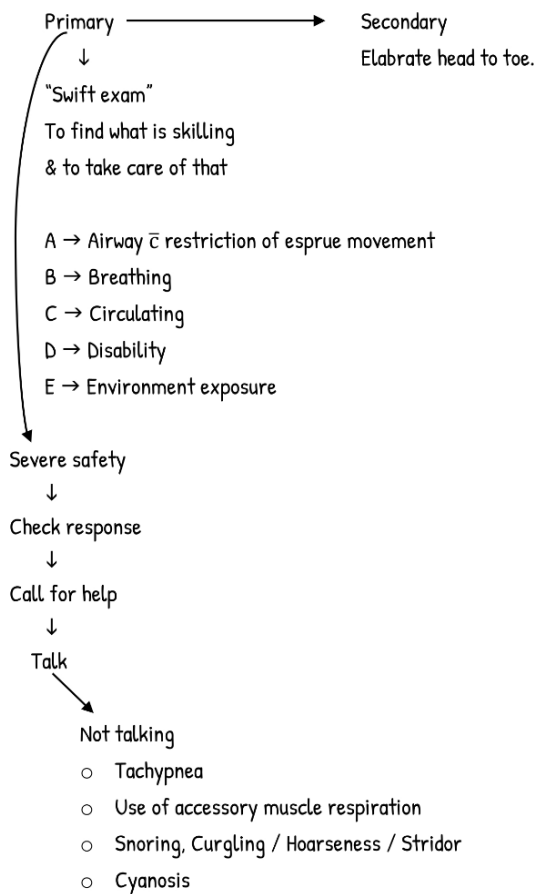 Primary → Secondary
↓ Elabrate head to toe.
“Swift exam”
To find what is skilling
& to take care of that
A → Airway c̅ restriction of esprue movement
B → Breathing
C → Circulating
D → Disability
E → Environment exposure
Severe safety
↓
Check response
↓
Call for help
↓
Talk
Not talking
○ Tachypnea
○ Use of accessory muscle respiration
○ Snoring, Curgling / Hoarseness / Stridor
○ Cyanosis